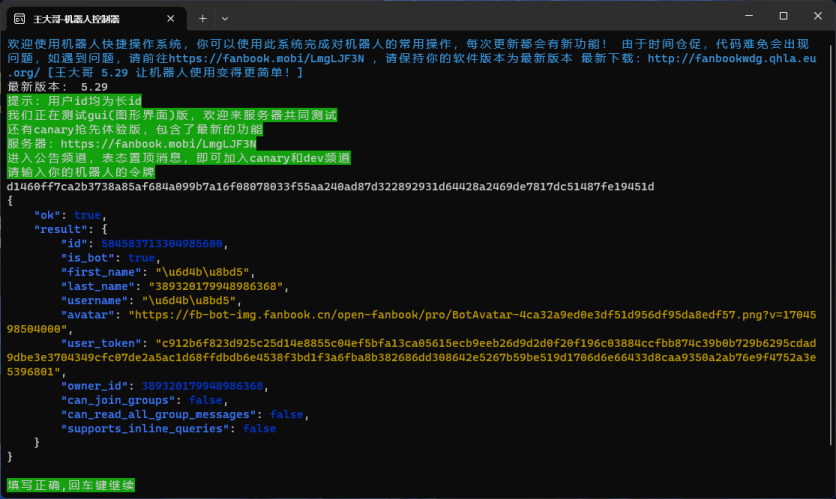 王大哥-机器人控制器
欢迎使用机器人快捷操作系统，你可以使用此系统完成对机器人的常用操作，每次更新都会有新功能！ 由于时间仓促，代码难免会出现
问题，如遇到问题，请前往https://fanbook.mobi/LmgLJF3N ，请保持你的软件版本为最新版本 最新下载：http://fanbookwdg.qhla.eu
.org/ [王大哥 5.29 让机器人使用变得更简单！]
最新版本： 5.29
提示：用户id均为长id
我们正在测试gui(图形界面)版，欢迎来服务器共同测试
还有canary抢先体验版，包含了最新的功能
服务器：https://fanbook.mobi/LmgLJF3N
进入公告频道，表态置顶消息，即可加入canary和dev频道
请输入你的机器人的令牌
d1460ff7ca2b3738a85af684a099b7a16f08078033f55aa240ad87d322892931d64428a2469de7817dc51487fe19451d
{
"ok": true,
"result": {
"id": 584583713304985600,
"is_bot": true,
"first_name": "\u6d4b\u8bd5",
"last_name": "389320179948986368",
"username": "\u6d4b\u8bd5",
"avatar": "https://fb-bot-img.fanbook.cn/open-fanbook/pro/BotAvatar-4ca32a9ed0e3df51d956df95da8edf57.png?v=17045
98504000",
"user_token": "c912b6f823d925c25d14e8855c04ef5bfa13ca05615ecb9eeb26d9d2d0f20f196c03884ccfbb874c39b0b729b6295cdad
9dbe3e3704349cfc07de2a5ac1d68ffdbdb6e4538f3bd1f3a6fba8b382686dd308642e5267b59be519d1706d6e66433d8caa9350a2ab76e9f4752a3e
5396801",
"owner_id": 389320179948986368,
"can_join_groups": false,
"can_read_all_group_messages": false,
"supports_inline_queries": false
}
}
填写正确,回车键继续